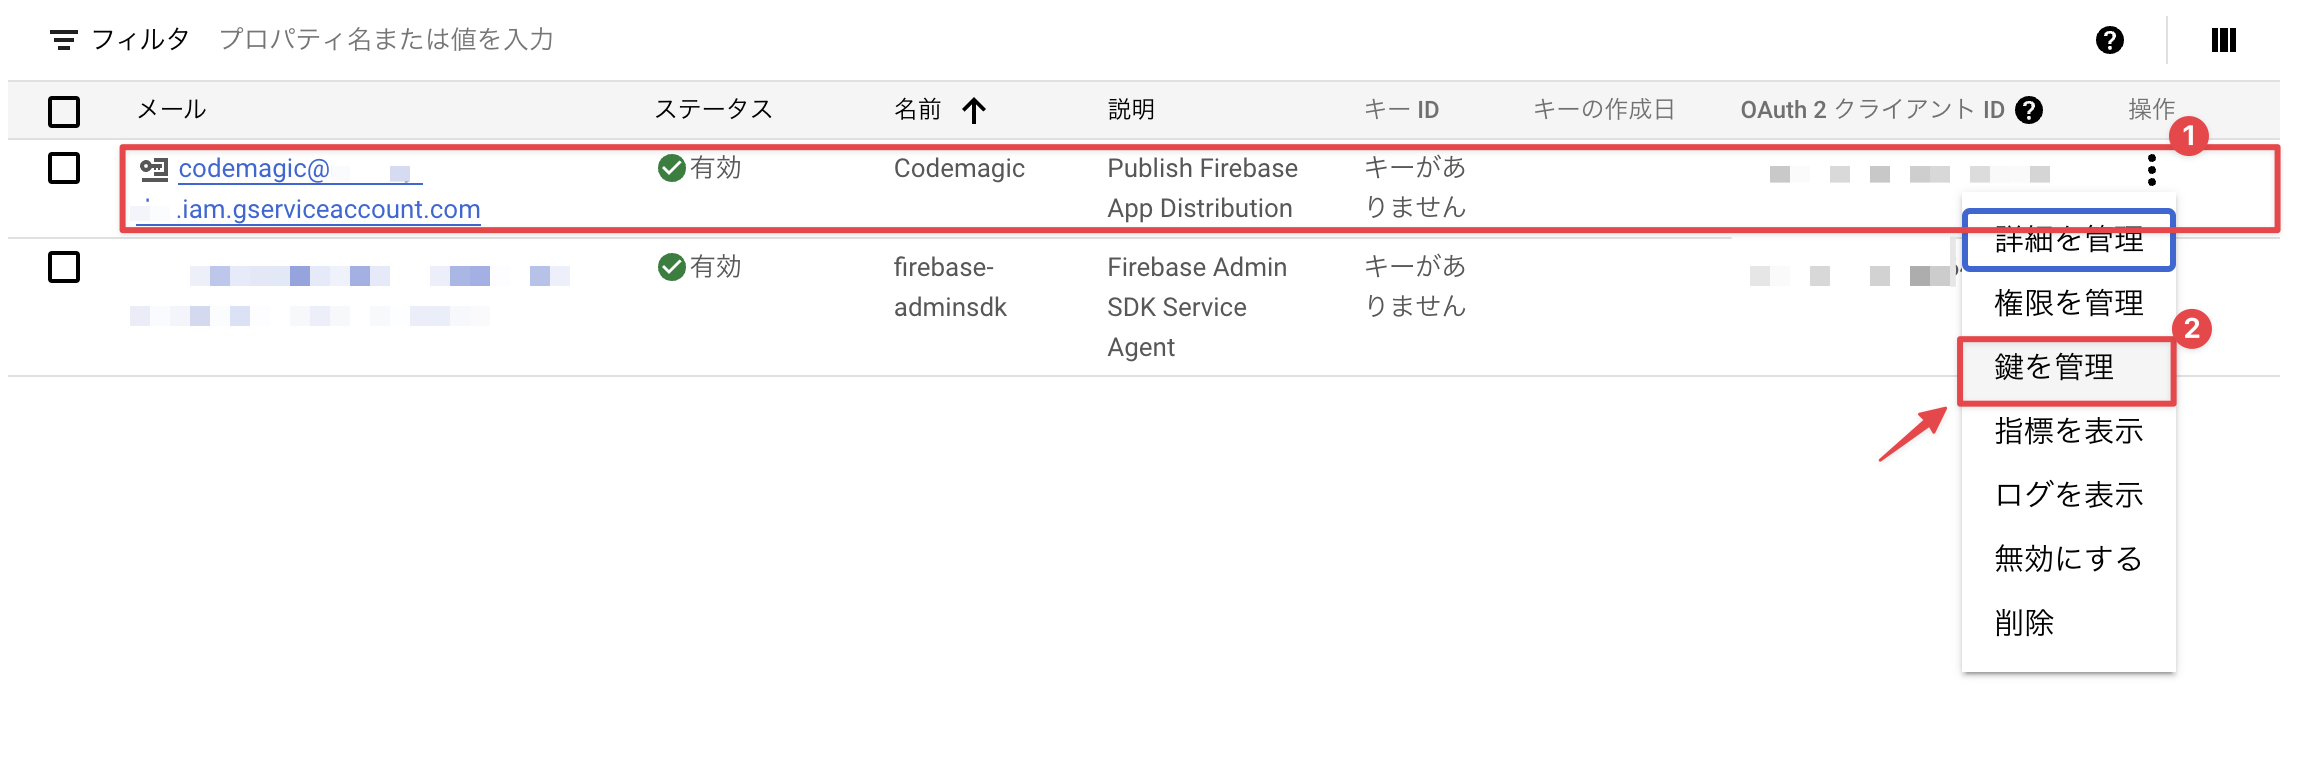 フィルタ プロパティ名または値を入力
メール ステータス 名前 説明 キー ID キーの作成日 OAuth 2 クライアント ID 操作
1
codemagic@
.iam.gserviceaccount.com
有効
Codemagic
Publish Firebase
App Distribution
キーがあ
りません
有効
firebase-
adminsdk
Firebase Admin
SDK Service
Agent
キーがあ
りません
詳細を管理
権限を管理
2
鍵を管理
指標を表示
ログを表示
無効にする
削除